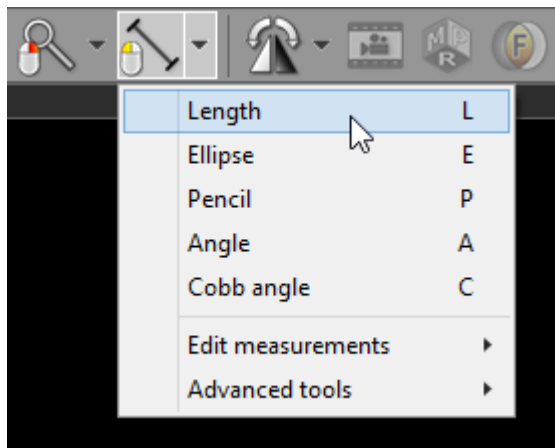 M P R
F
Length L
Ellipse E
Pencil P
Angle A
Cobb angle C
Edit measurements
Advanced tools